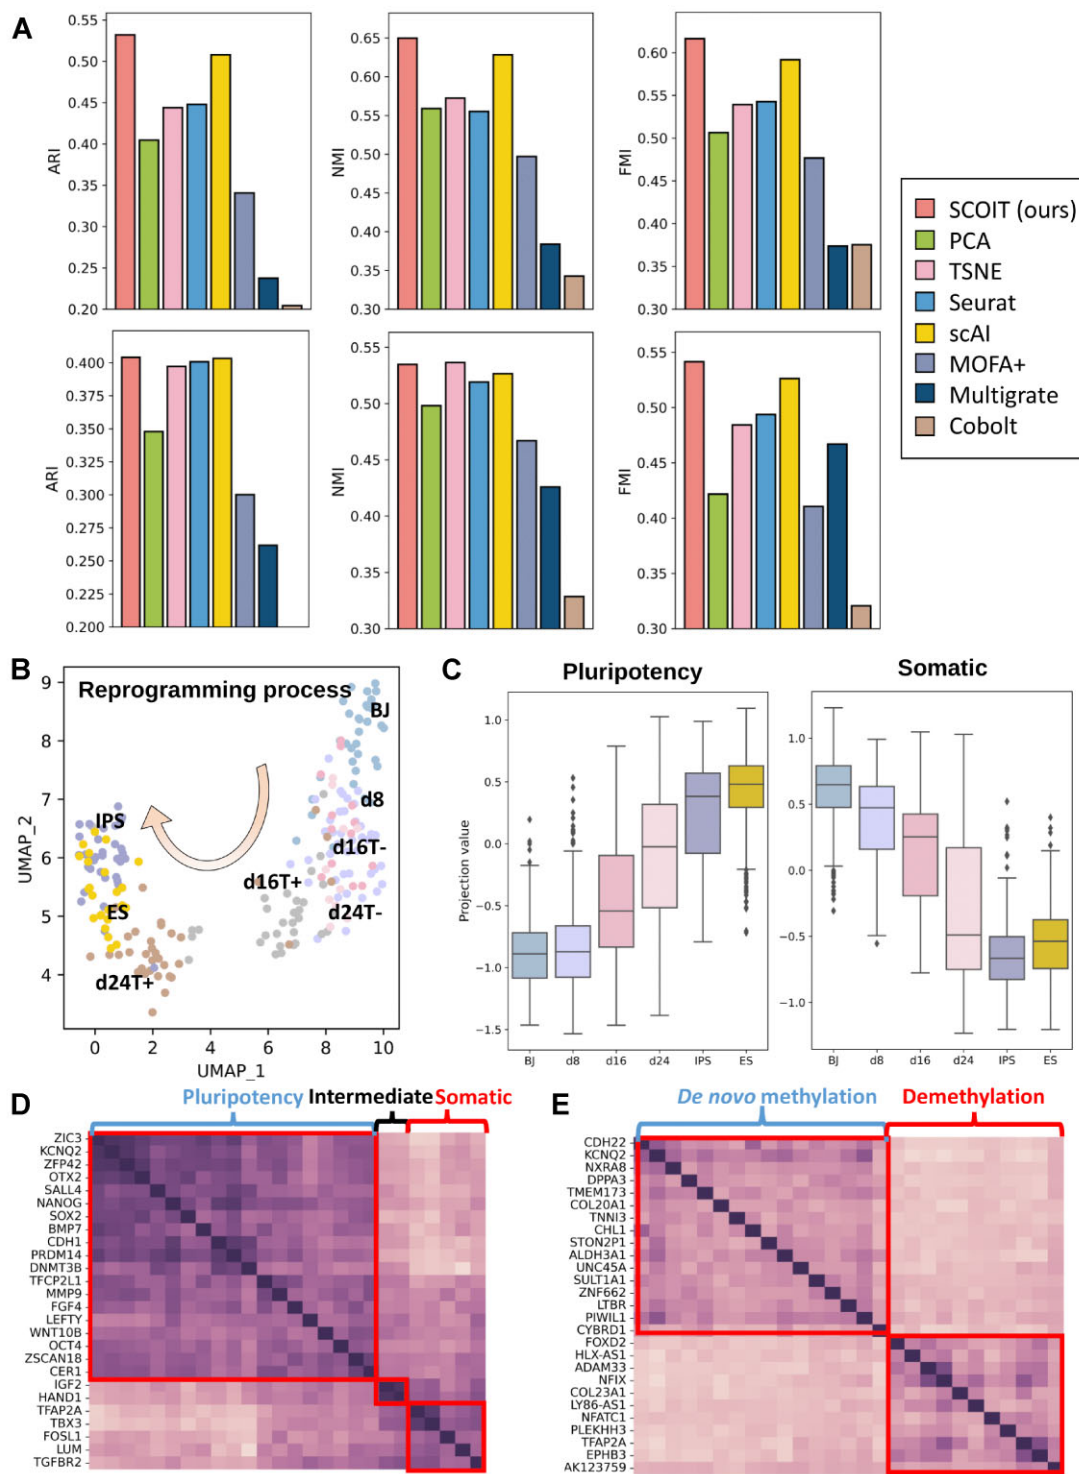 A
0.55
0.50
0.45
0.40
0.35
0.30
0.25
0.20
ARI
0.65
0.60
0.55
0.50
0.45
0.40
0.35
0.30
NMI
0.60
0.55
0.50
0.45
0.40
0.35
0.30
FMI
SCOIT (ours)
PCA
TSNE
Seurat
scAI
MOFA+
Multigrate
Cobolt
0.400
0.375
0.350
0.325
0.300
0.275
0.250
0.225
0.200
ARI
0.55
0.50
0.45
0.40
0.35
0.30
NMI
0.55
0.50
0.45
0.40
0.35
0.30
FMI
B
Reprogramming process
BJ
d8
d16T-
d24T-
d16T+
IPS
ES
d24T+
9
8
7
6
5
4
UMAP_2
0 2 4 6 8 10
UMAP_1
C
Pluripotency
1.0
0.5
0.0
−0.5
−1.0
−1.5
Projection value
BJ d8 d16 d24 IPS ES
Somatic
1.0
0.5
0.0
−0.5
−1.0
BJ d8 d16 d24 IPS ES
D
Pluripotency Intermediate Somatic
ZIC3
KCNQ2
ZFP42
OTX2
SALL4
NANOG
SOX2
BMP7
CDH1
PRDM14
DNMT3B
TFCP2L1
MMP9
FGF4
LEFTY
WNT10B
OCT4
ZSCAN18
CER1
IGF2
HAND1
TFAP2A
TBX3
FOSL1
LUM
TGFBR2
E
De novo methylation Demethylation
CDH22
KCNQ2
NXRA8
DPPA3
TMEM173
COL20A1
TNNI3
CHL1
STON2P1
ALDH3A1
UNC45A
SULT1A1
ZNF662
LTBR
PIWIL1
CYBRD1
FOXD2
HLX-AS1
ADAM33
NFIX
COL23A1
LY86-AS1
NFATC1
PLEKHH3
TFAP2A
EPHB3
AK123759